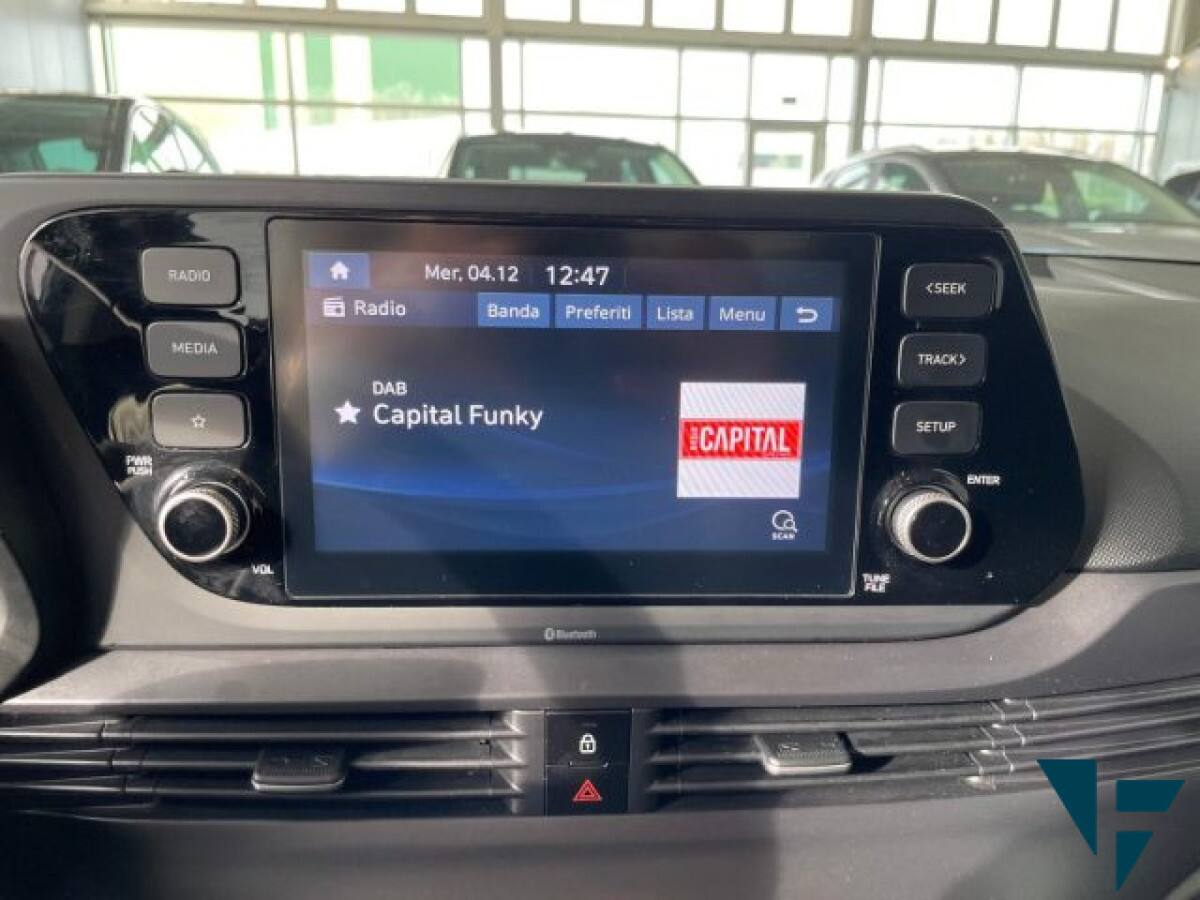 RADIO
MEDIA
PWR
PUSH
VOL
Mer, 04.12 12:47
Radio Banda Preferiti Lista Menu
DAB
Capital Funky
RADIO CAPITAL
SCAN
<SEEK
TRACK>
SETUP
ENTER
TUNE
FILE
Bluetooth